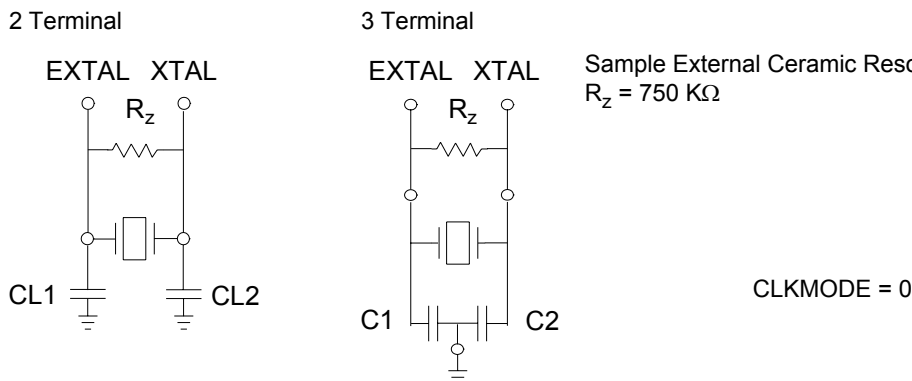 2 Terminal
EXTAL XTAL
Rz
CL1
CL2
3 Terminal
EXTAL XTAL
Rz
C1
C2
Sample External Ceramic
Rz = 750 KΩ
CLKMODE = 0